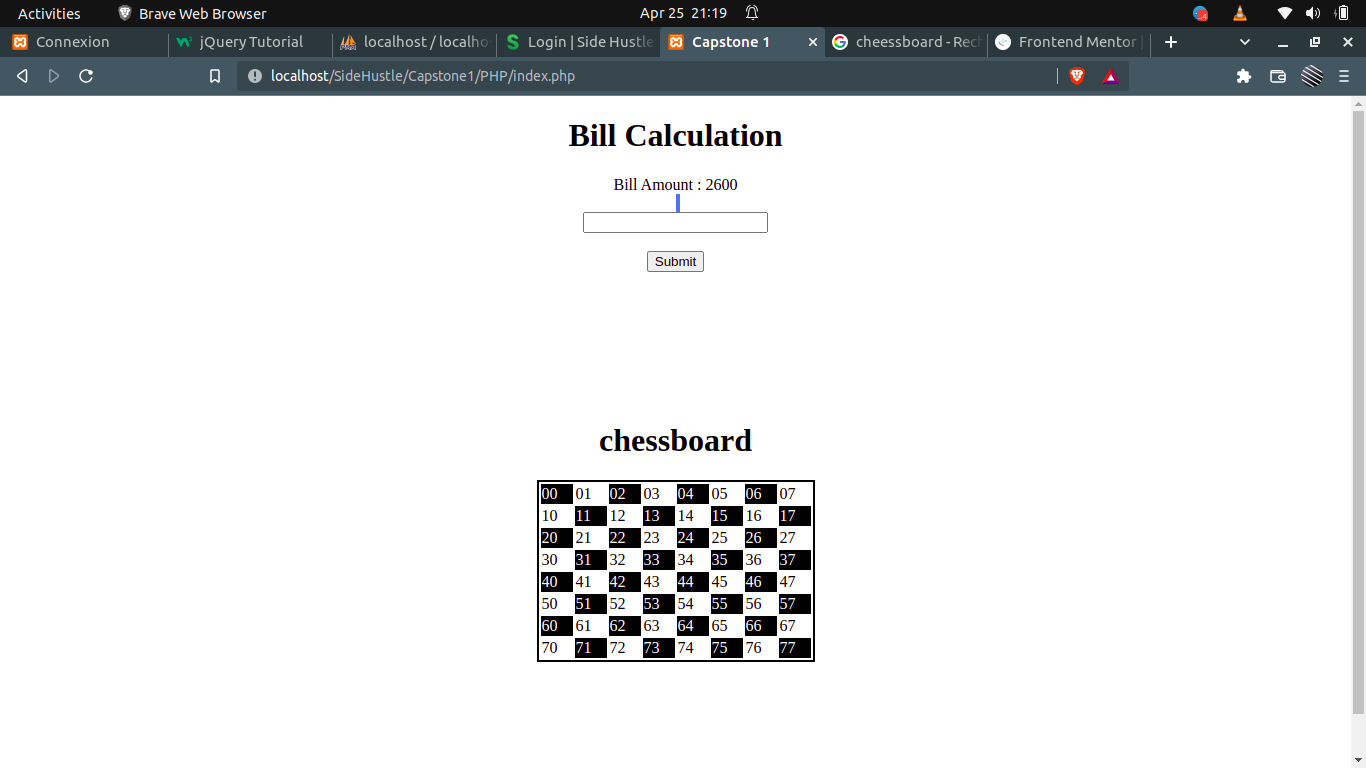 Activities Brave Web Browser Apr 25 21:19
Connexion jQuery Tutorial localhost / localho Login | Side Hustle Capstone 1 cheessboard - Rech Frontend Mentor |
localhost/SideHustle/Capstone1/PHP/index.php
Bill Calculation
Bill Amount : 2600
Submit
chessboard
00 01 02 03 04 05 06 07
10 11 12 13 14 15 16 17
20 21 22 23 24 25 26 27
30 31 32 33 34 35 36 37
40 41 42 43 44 45 46 47
50 51 52 53 54 55 56 57
60 61 62 63 64 65 66 67
70 71 72 73 74 75 76 77